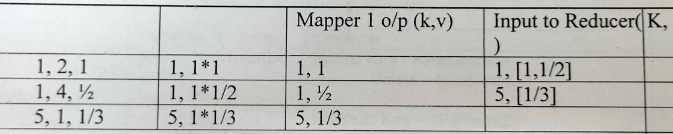 Mapper 1 o/p (k,v) Input to Reducer( K,
)
1, 2, 1 1, 1*1 1, 1 1, [1,1/2]
1, 4, ½ 1, 1*1/2 1, ½ 5, [1/3]
5, 1, 1/3 5, 1*1/3 5, 1/3